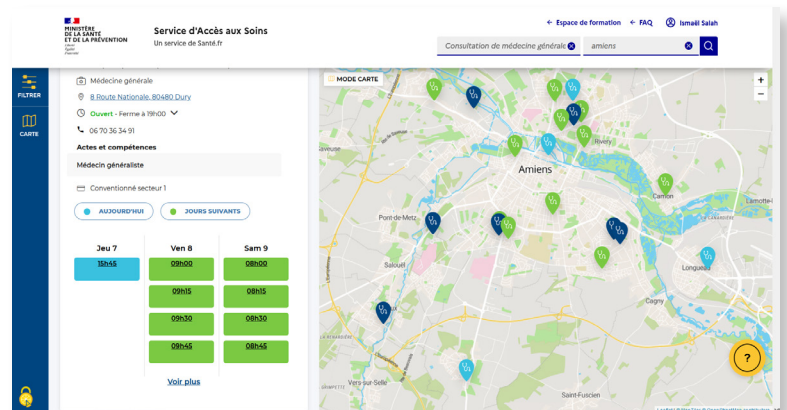 MINISTÈRE
DE LA SANTÉ
ET DE LA PRÉVENTION
Liberté
Égalité
Fraternité
Service d'Accès aux Soins
Un service de Santé.fr
← Espace de formation
← FAQ
Ismaël Salah
Consultation de médecine générale
amiens
FILTRER
CARTE
Médecine générale
8 Route Nationale, 80480 Dury
Ouvert - Ferme à 19h00
06 70 36 34 91
Actes et compétences
Médecin généraliste
Conventionné secteur 1
AUJOURD'HUI
JOURS SUIVANTS
Jeu 7 Ven 8 Sam 9
15h45 09h00 08h00
09h15 08h15
09h30 08h30
09h45 08h45
Voir plus
MODE CARTE
+
−
Rivery
Amiens
Camon
Pont-de-Metz
Salouël
Longueau
Cagny
Vers-sur-Selle
Saint-Fuscien
?